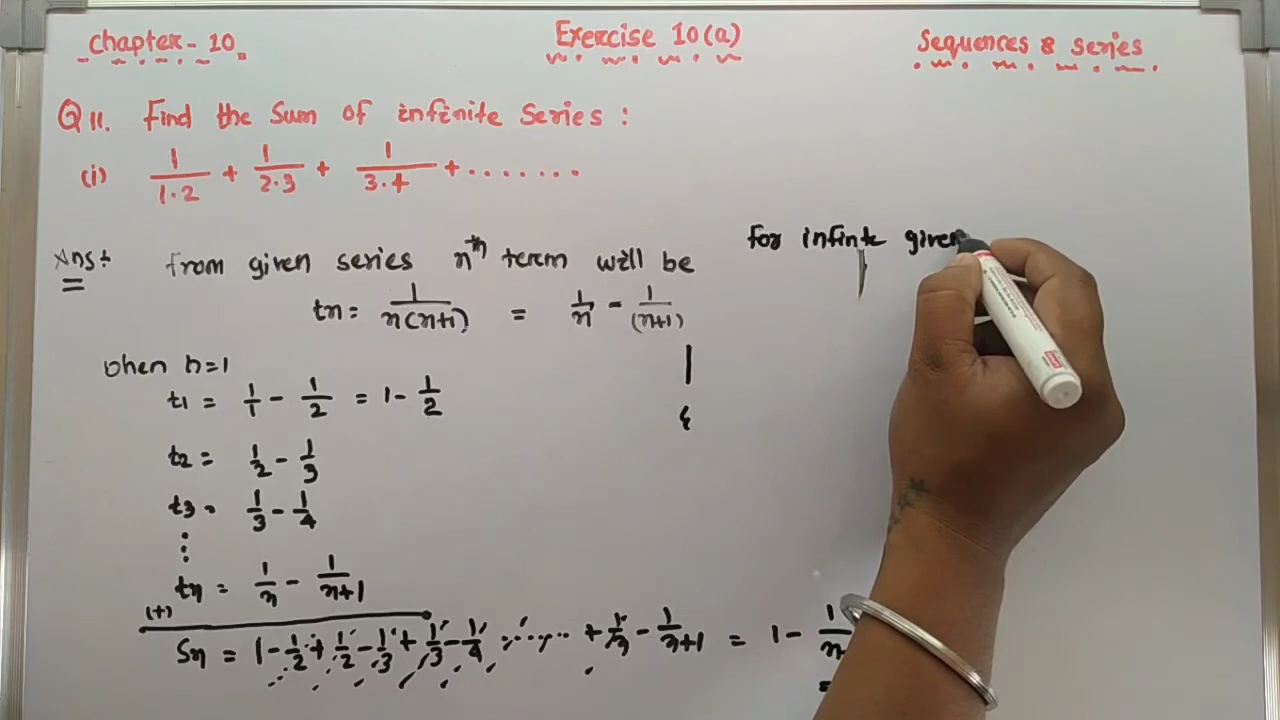 Chapter - 10
Exercise 10(a)
Sequences & Series
Q 11. Find the Sum of infinite Series :
(i) 1/1·2 + 1/2·3 + 1/3·4 + .......
Ans: from given series nth term will be
tn = 1/n(n+1) = 1/n - 1/(n+1)
When n=1
t1 = 1/1 - 1/2 = 1 - 1/2
t2 = 1/2 - 1/3
t3 = 1/3 - 1/4
⋮
tn = 1/n - 1/n+1
(+)
Sn = 1 - 1/2 + 1/2 - 1/3 + 1/3 - 1/4 ....... + 1/n - 1/n+1 = 1 - 1/n
For infinte given